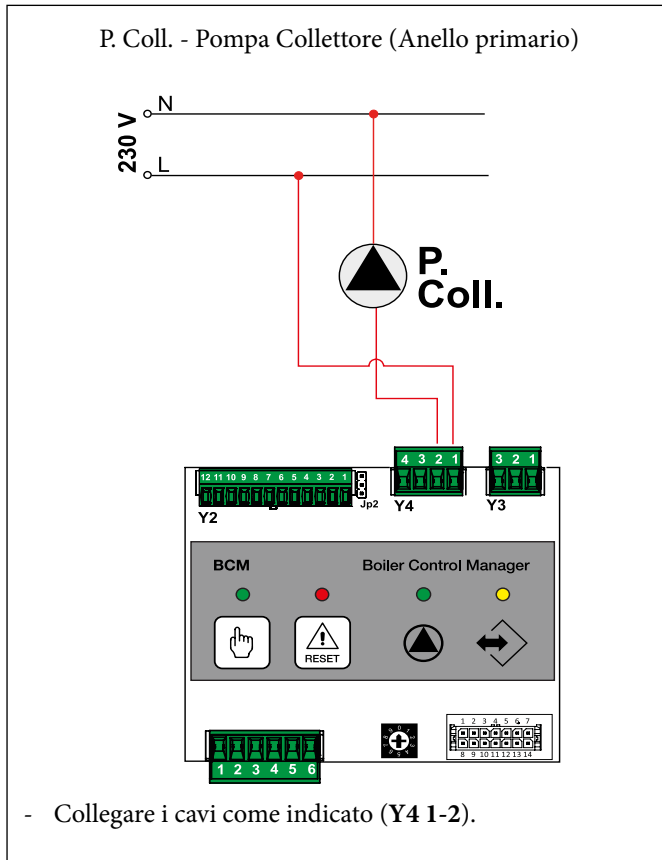 P. Coll. - Pompa Collettore (Anello primario)
N
230 V
L
P.
Coll.
4 3 2 1
3 2 1
12 11 10 9 8 7 6 5 4 3 2 1
Jp2
Y2
Y4
Y3
BCM
Boiler Control Manager
RESET
1 2 3 4 5 6 7
8 9 10 11 12 13 14
1 2 3 4 5 6
- Collegare i cavi come indicato (Y4 1-2).